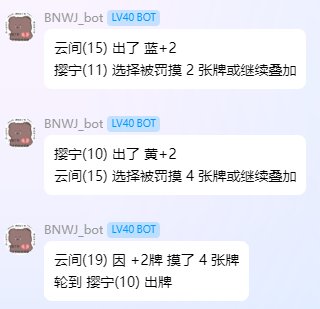 BNWJ_bot LV40 BOT
云间(15) 出了 蓝+2
撄宁(11) 选择被罚摸 2 张牌或继续叠加
BNWJ_bot LV40 BOT
撄宁(10) 出了 黄+2
云间(15) 选择被罚摸 4 张牌或继续叠加
BNWJ_bot LV40 BOT
云间(19) 因 +2牌 摸了 4 张牌
轮到 撄宁(10) 出牌